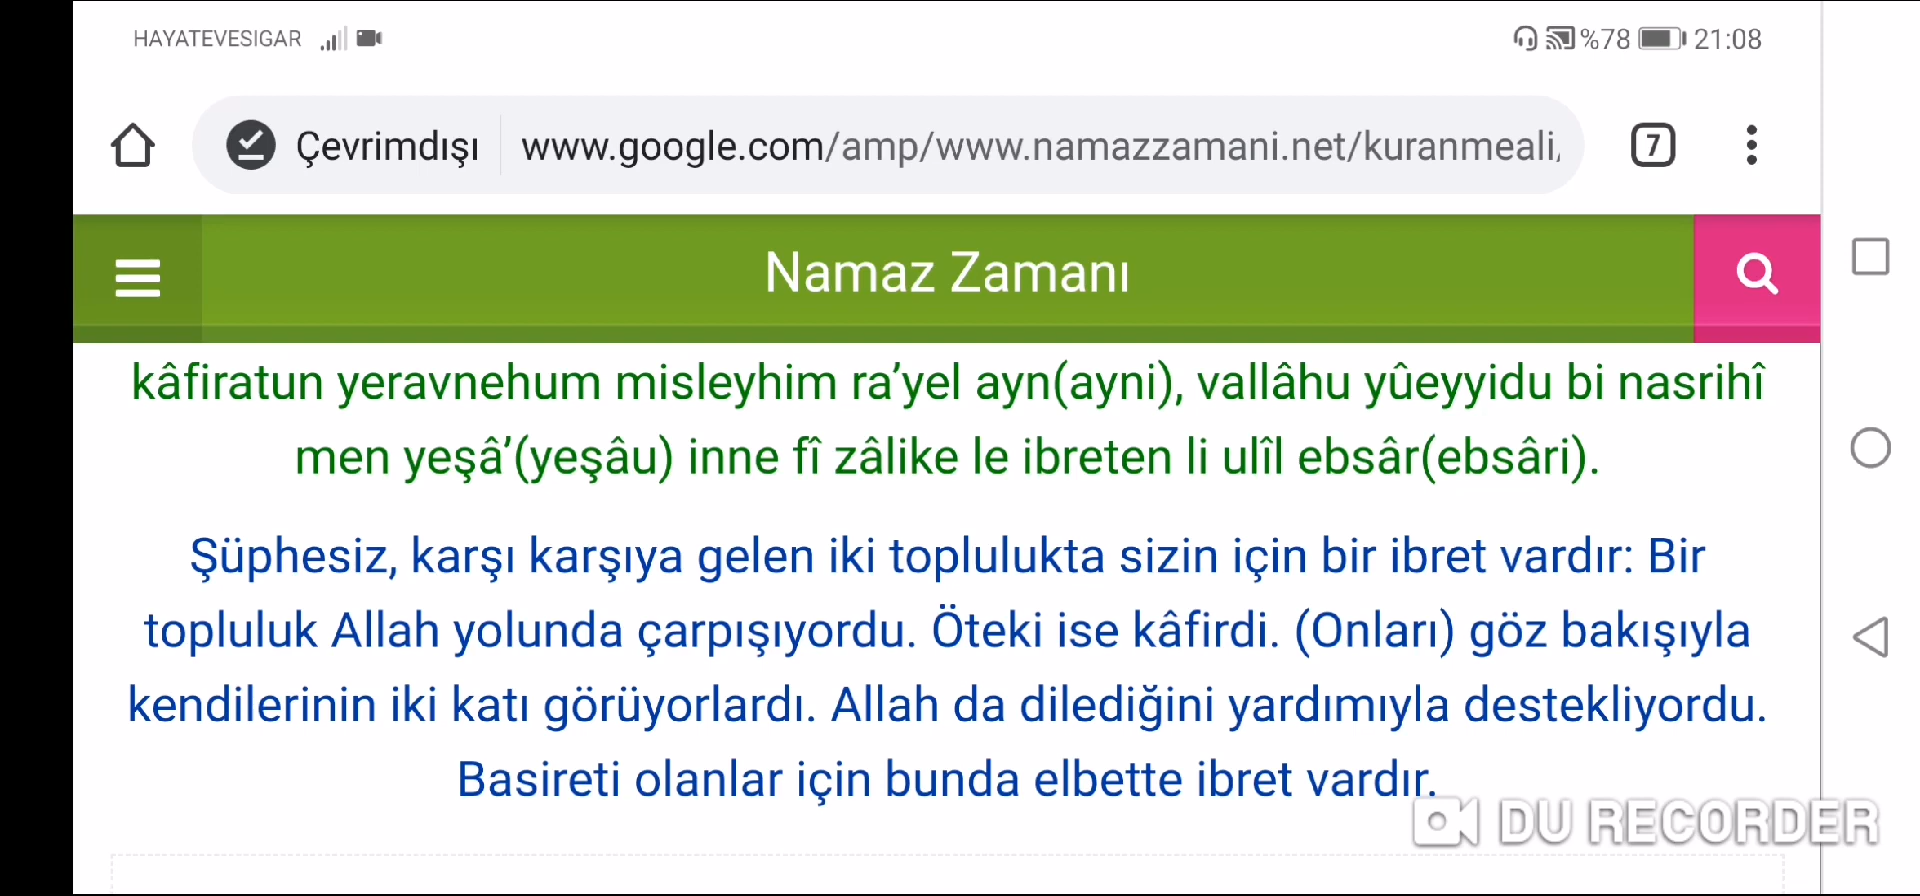 HAYATEVESIGAR %78 21:08
Çevrimdışı www.google.com/amp/www.namazzamani.net/kuranmeali, 7
Namaz Zamanı
kâfiratun yeravnehum misleyhim ra’yel ayn(ayni), vallâhu yûeyyidu bi nasrihî
men yeşâ’(yeşâu) inne fî zâlike le ibreten li ulîl ebsâr(ebsâri).
Şüphesiz, karşı karşıya gelen iki toplulukta sizin için bir ibret vardır: Bir
topluluk Allah yolunda çarpışıyordu. Öteki ise kâfirdi. (Onları) göz bakışıyla
kendilerinin iki katı görüyorlardı. Allah da dilediğini yardımıyla destekliyordu.
Basireti olanlar için bunda elbette ibret vardır.
DU RECORDER